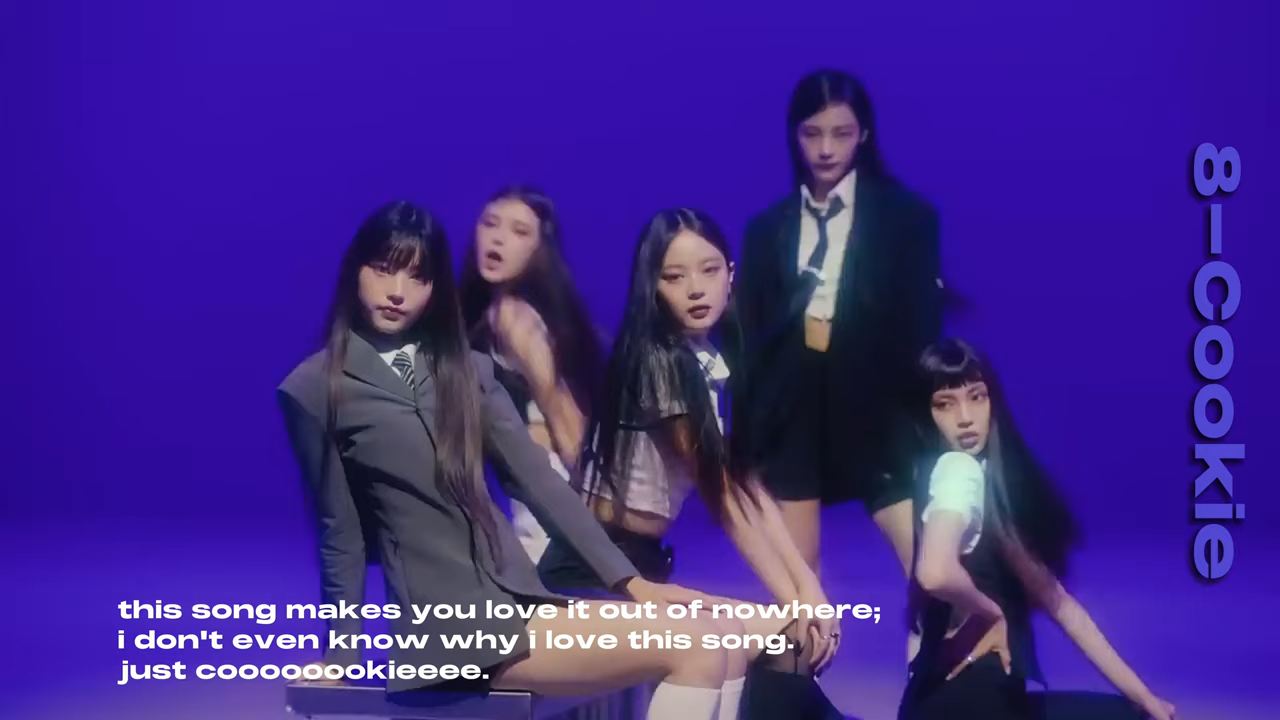 this song makes you love it out of nowhere;
i don't even know why i love this song.
just coooooookieeee.
8-Cookie